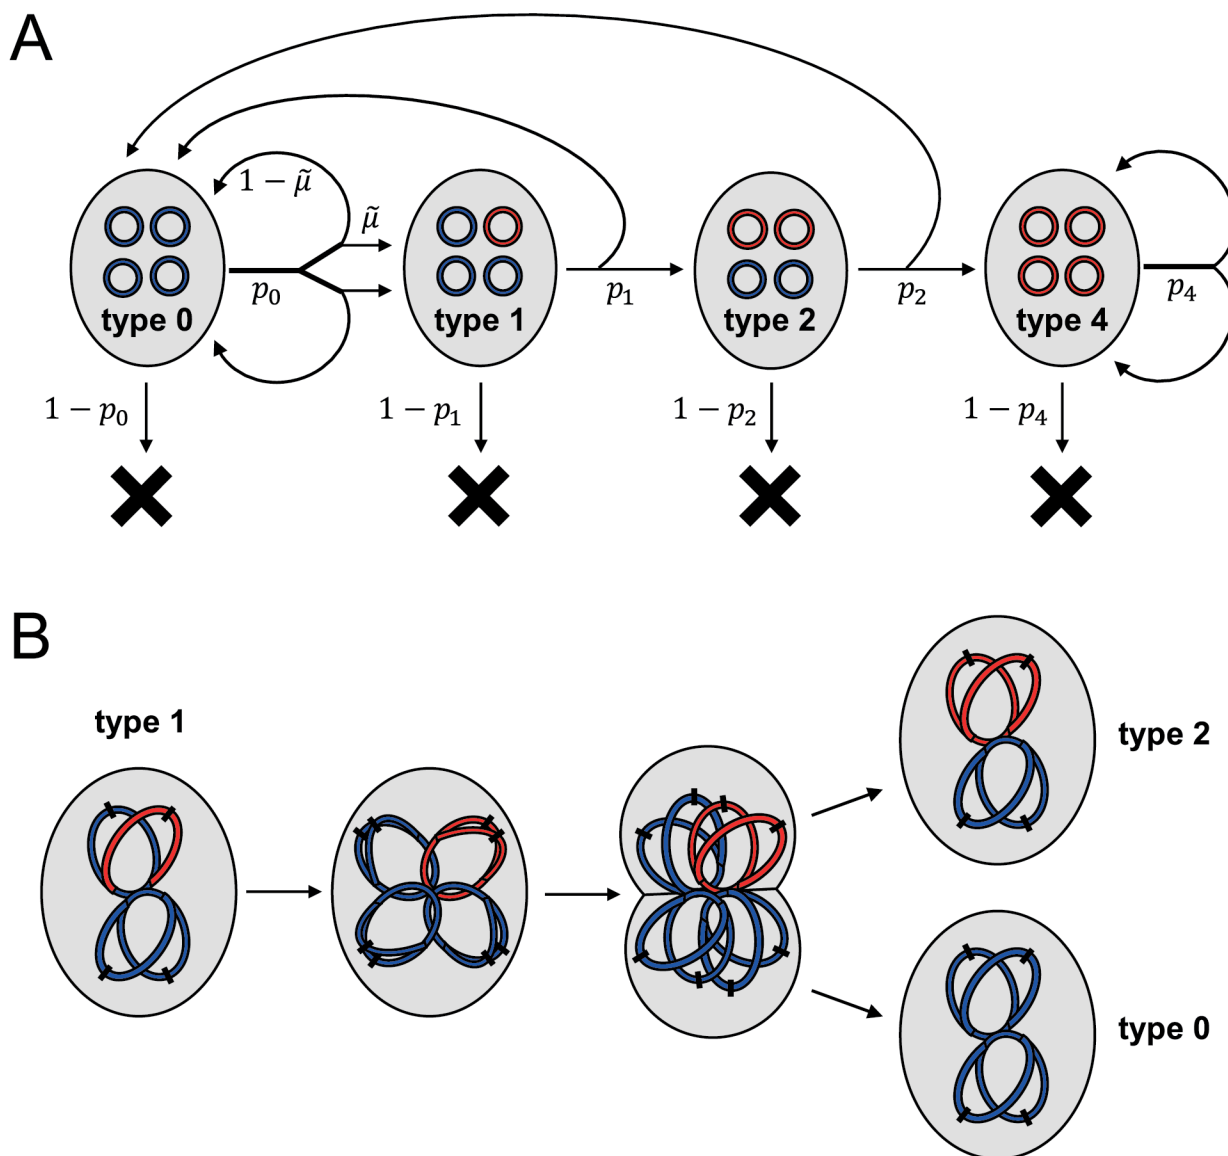 A
1 − μ̃
μ̃
p₀
p₁
p₂
p₄
type 0
type 1
type 2
type 4
1 − p₀
1 − p₁
1 − p₂
1 − p₄
B
type 1
type 2
type 0